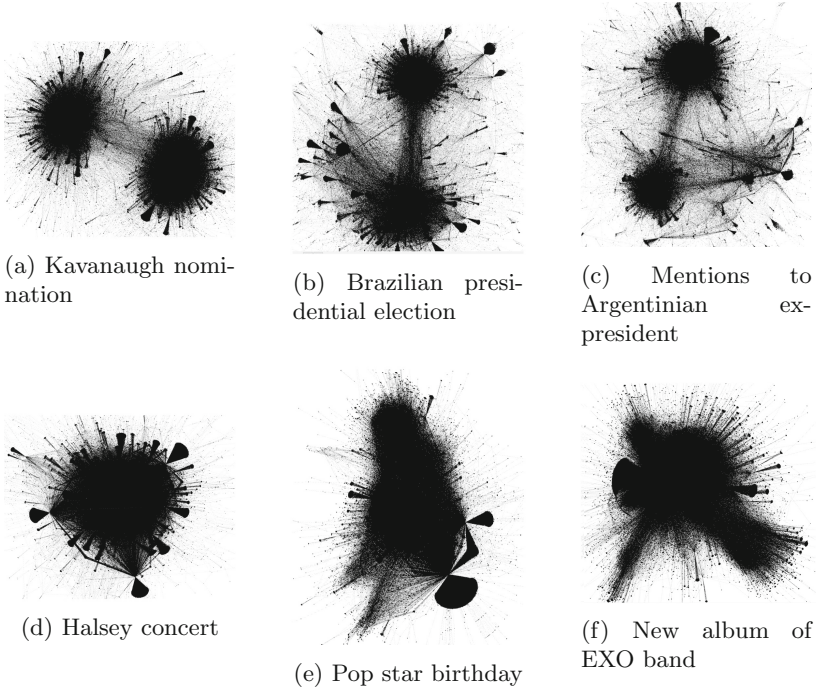 (a) Kavanaugh nomi-
nation
(b) Brazilian presi-
dential election
(c) Mentions to
Argentinian ex-
president
(d) Halsey concert
(e) Pop star birthday
(f) New album of
EXO band